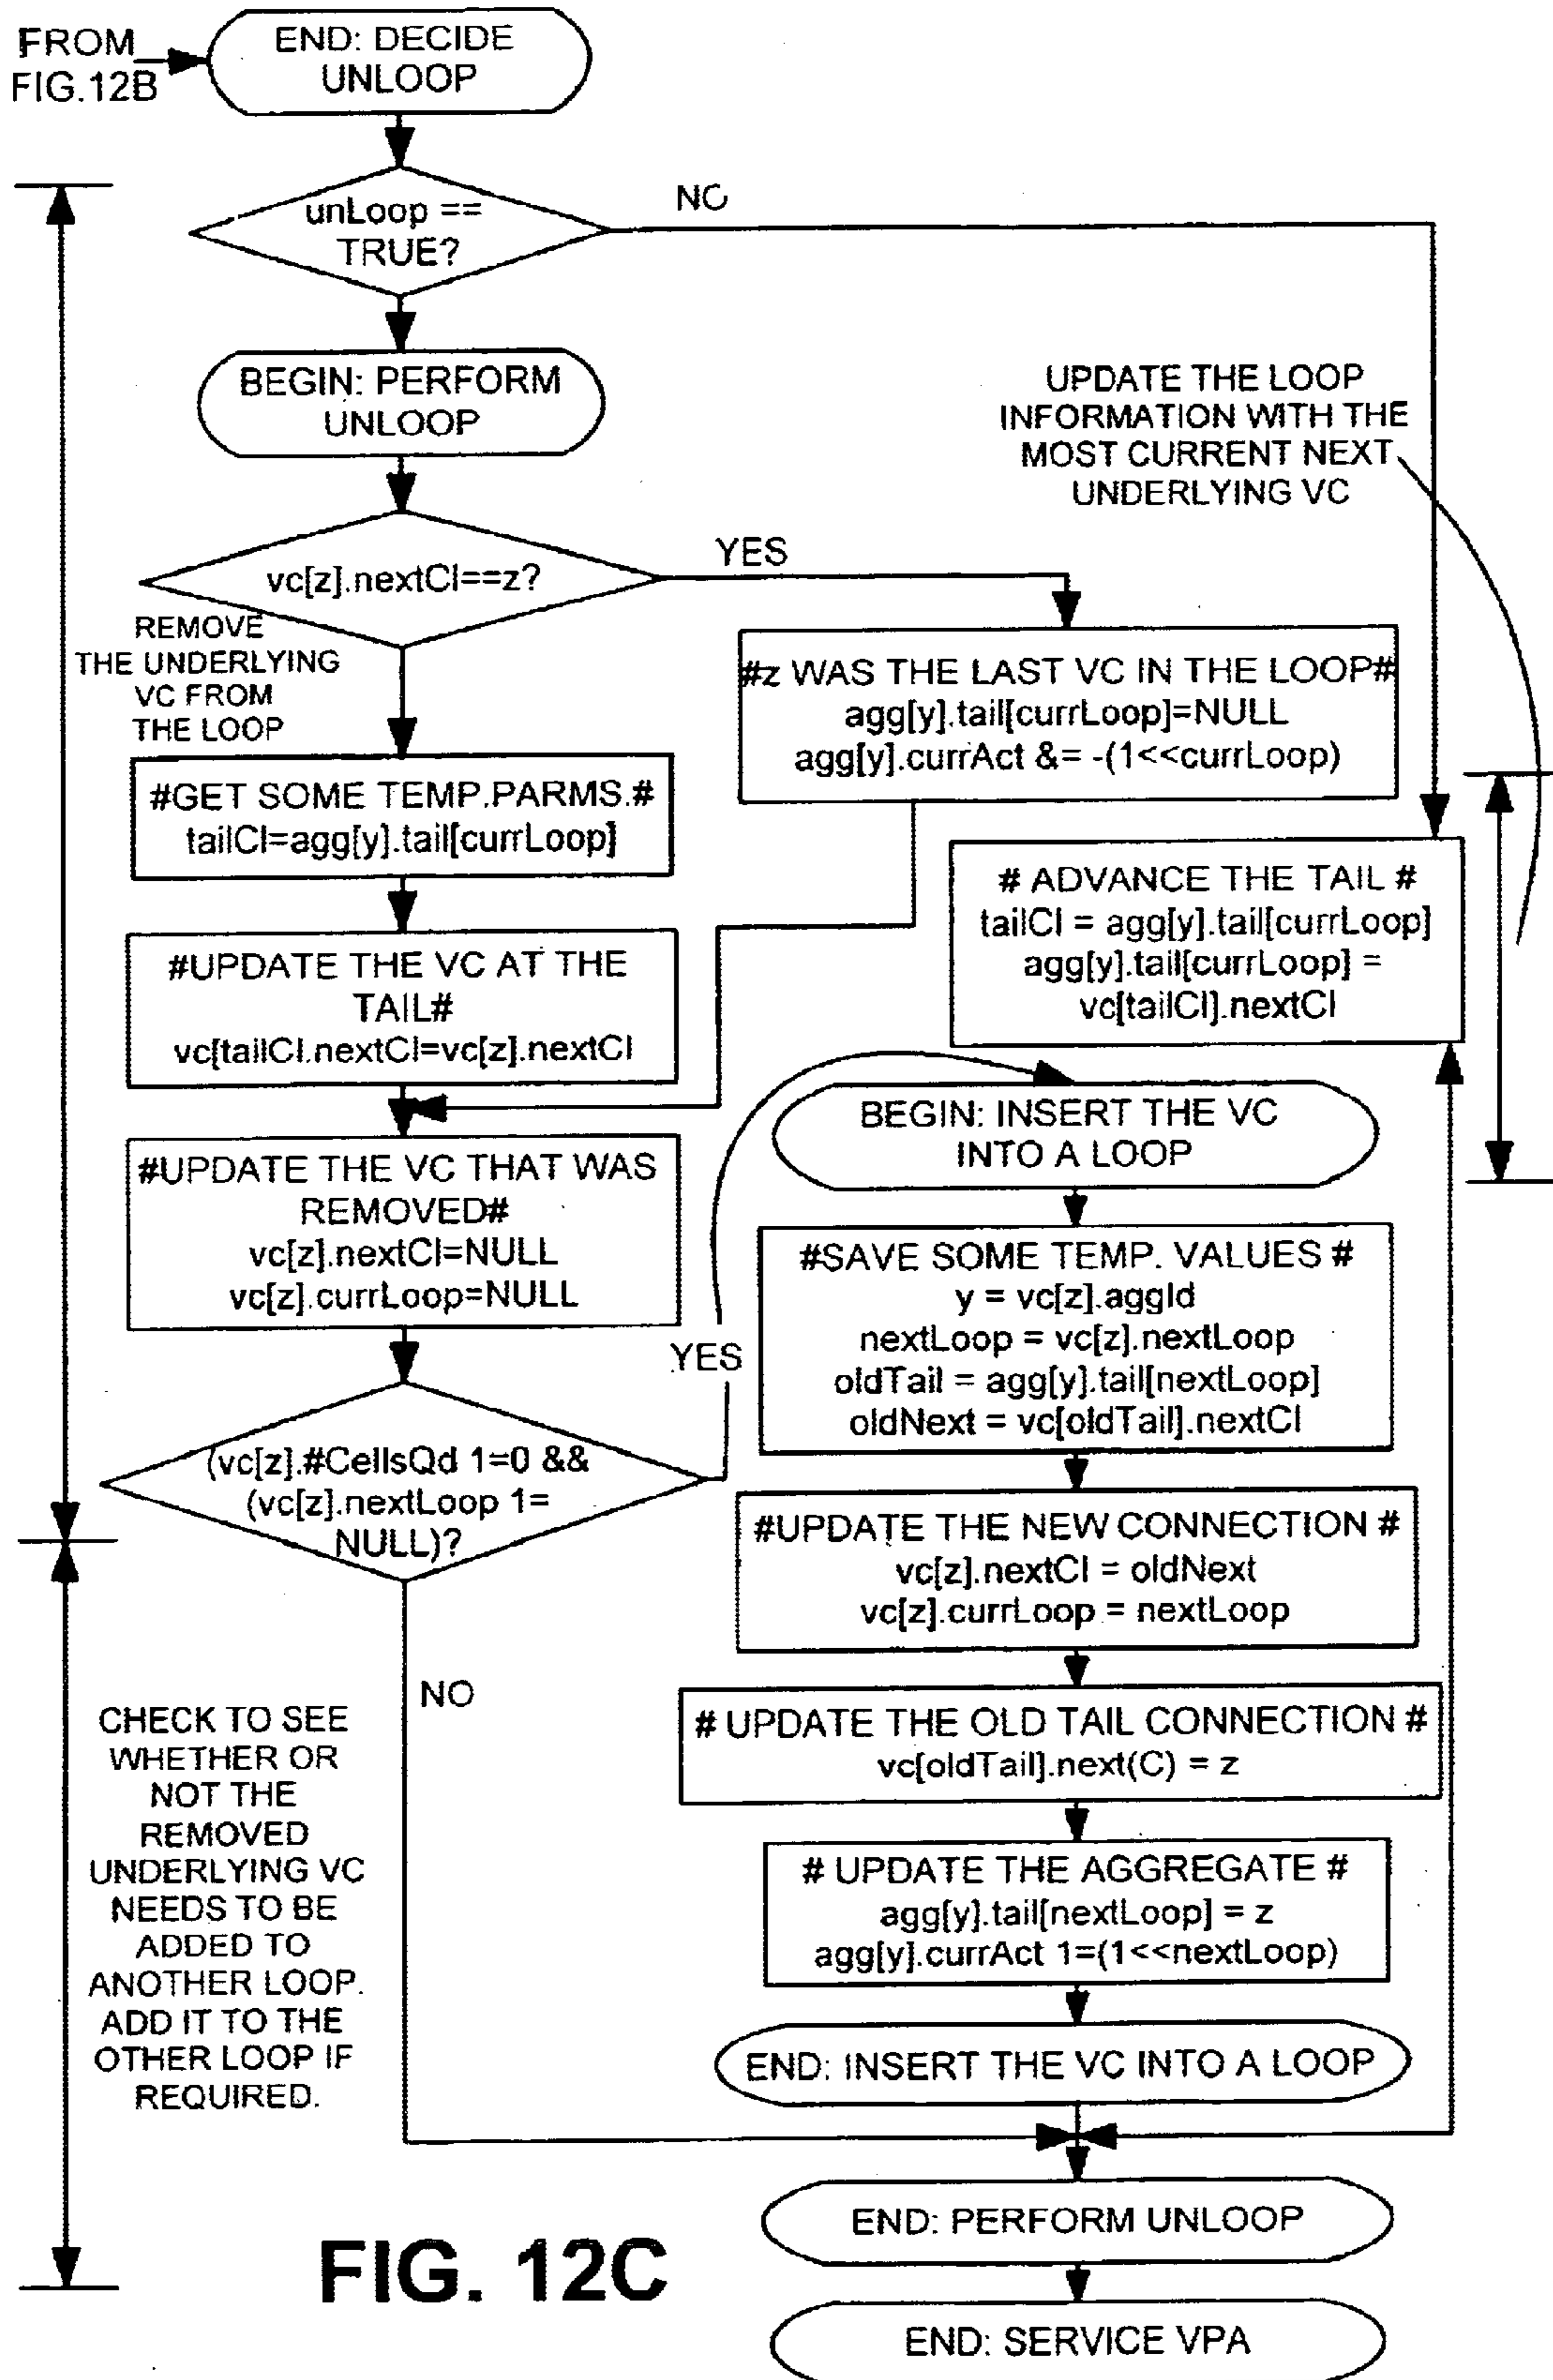 FROM
FIG.12B
END: DECIDE
UNLOOP
unLoop ==
TRUE?
NO
BEGIN: PERFORM
UNLOOP
UPDATE THE LOOP
INFORMATION WITH THE
MOST CURRENT NEXT
UNDERLYING VC
vc[z].nextCI==z?
YES
REMOVE
THE UNDERLYING
VC FROM
THE LOOP
#z WAS THE LAST VC IN THE LOOP#
agg[y].tail[currLoop]=NULL
agg[y].currAct &= -(1<<currLoop)
#GET SOME TEMP.PARMS.#
tailCI=agg[y].tail[currLoop]
# ADVANCE THE TAIL #
tailCI = agg[y].tail[currLoop]
agg[y].tail[currLoop] =
vc[tailCI].nextCI
#UPDATE THE VC AT THE
TAIL#
vc[tailCI.nextCI=vc[z].nextCI
BEGIN: INSERT THE VC
INTO A LOOP
#UPDATE THE VC THAT WAS
REMOVED#
vc[z].nextCI=NULL
vc[z].currLoop=NULL
#SAVE SOME TEMP. VALUES #
y = vc[z].aggId
nextLoop = vc[z].nextLoop
oldTail = agg[y].tail[nextLoop]
oldNext = vc[oldTail].nextCI
YES
(vc[z].#CellsQd 1=0 &&
(vc[z].nextLoop 1=
NULL)?
#UPDATE THE NEW CONNECTION #
vc[z].nextCI = oldNext
vc[z].currLoop = nextLoop
NO
# UPDATE THE OLD TAIL CONNECTION #
vc[oldTail].next(C) = z
CHECK TO SEE
WHETHER OR
NOT THE
REMOVED
UNDERLYING VC
NEEDS TO BE
ADDED TO
ANOTHER LOOP.
ADD IT TO THE
OTHER LOOP IF
REQUIRED.
# UPDATE THE AGGREGATE #
agg[y].tail[nextLoop] = z
agg[y].currAct 1=(1<<nextLoop)
END: INSERT THE VC INTO A LOOP
END: PERFORM UNLOOP
FIG. 12C
END: SERVICE VPA